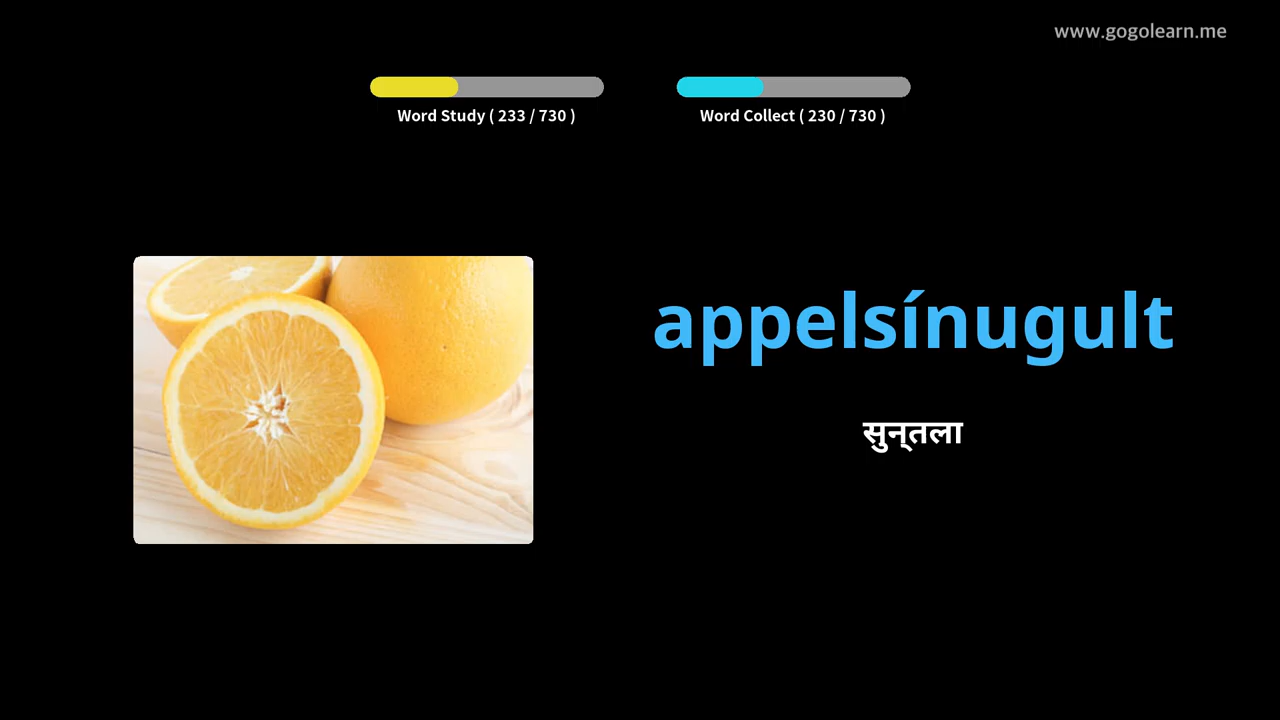 www.gogolearn.me
Word Study ( 233 / 730 )
Word Collect ( 230 / 730 )
appelsínugult
सुन्‌तला